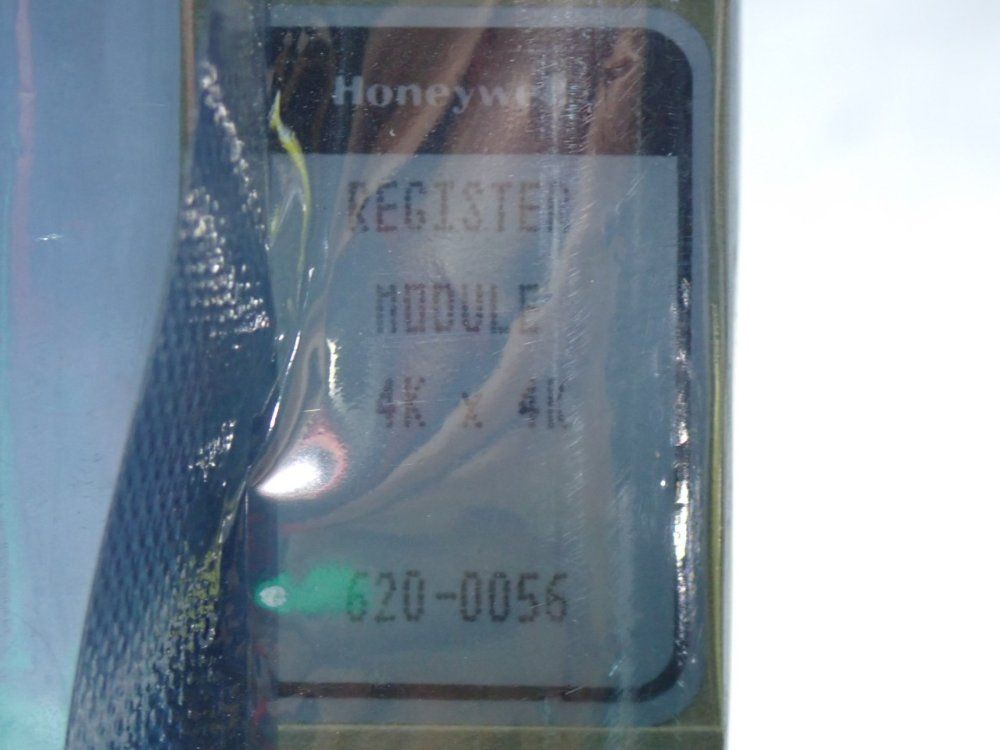 Honeywell
REGISTER
MODULE
4K x 4K
620-0056